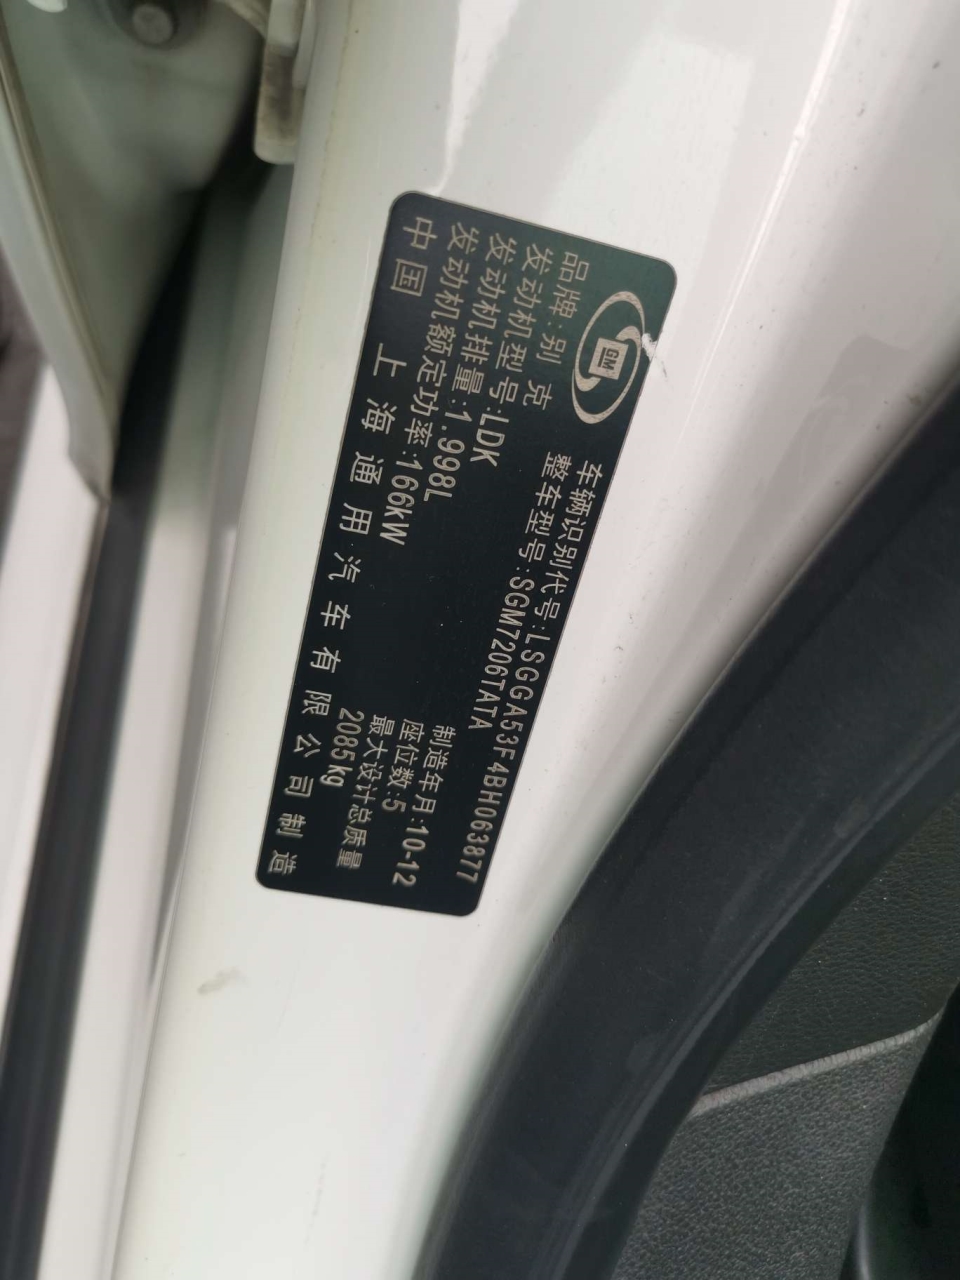 GM
车辆识别代号:LSGGA53F4BH063877
品牌:别 克
整车型号:SGM7206TATA
发动机型号:LDK
制造年月:10-12
发动机排量:1.998L
座位数:5
发动机额定功率:166kW
最大设计总质量
2085kg
中国 上海通用汽车有限公司制造